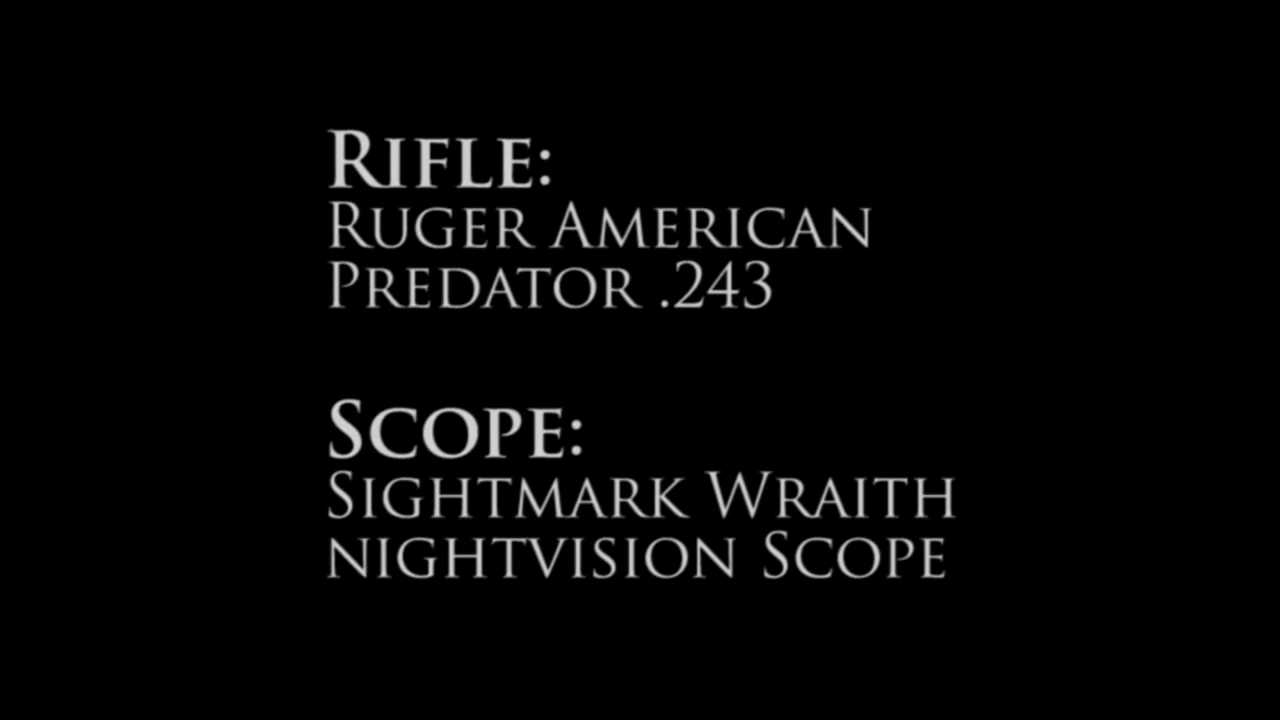 Rifle:
Ruger American
Predator .243
Scope:
Sightmark Wraith
nightvision Scope